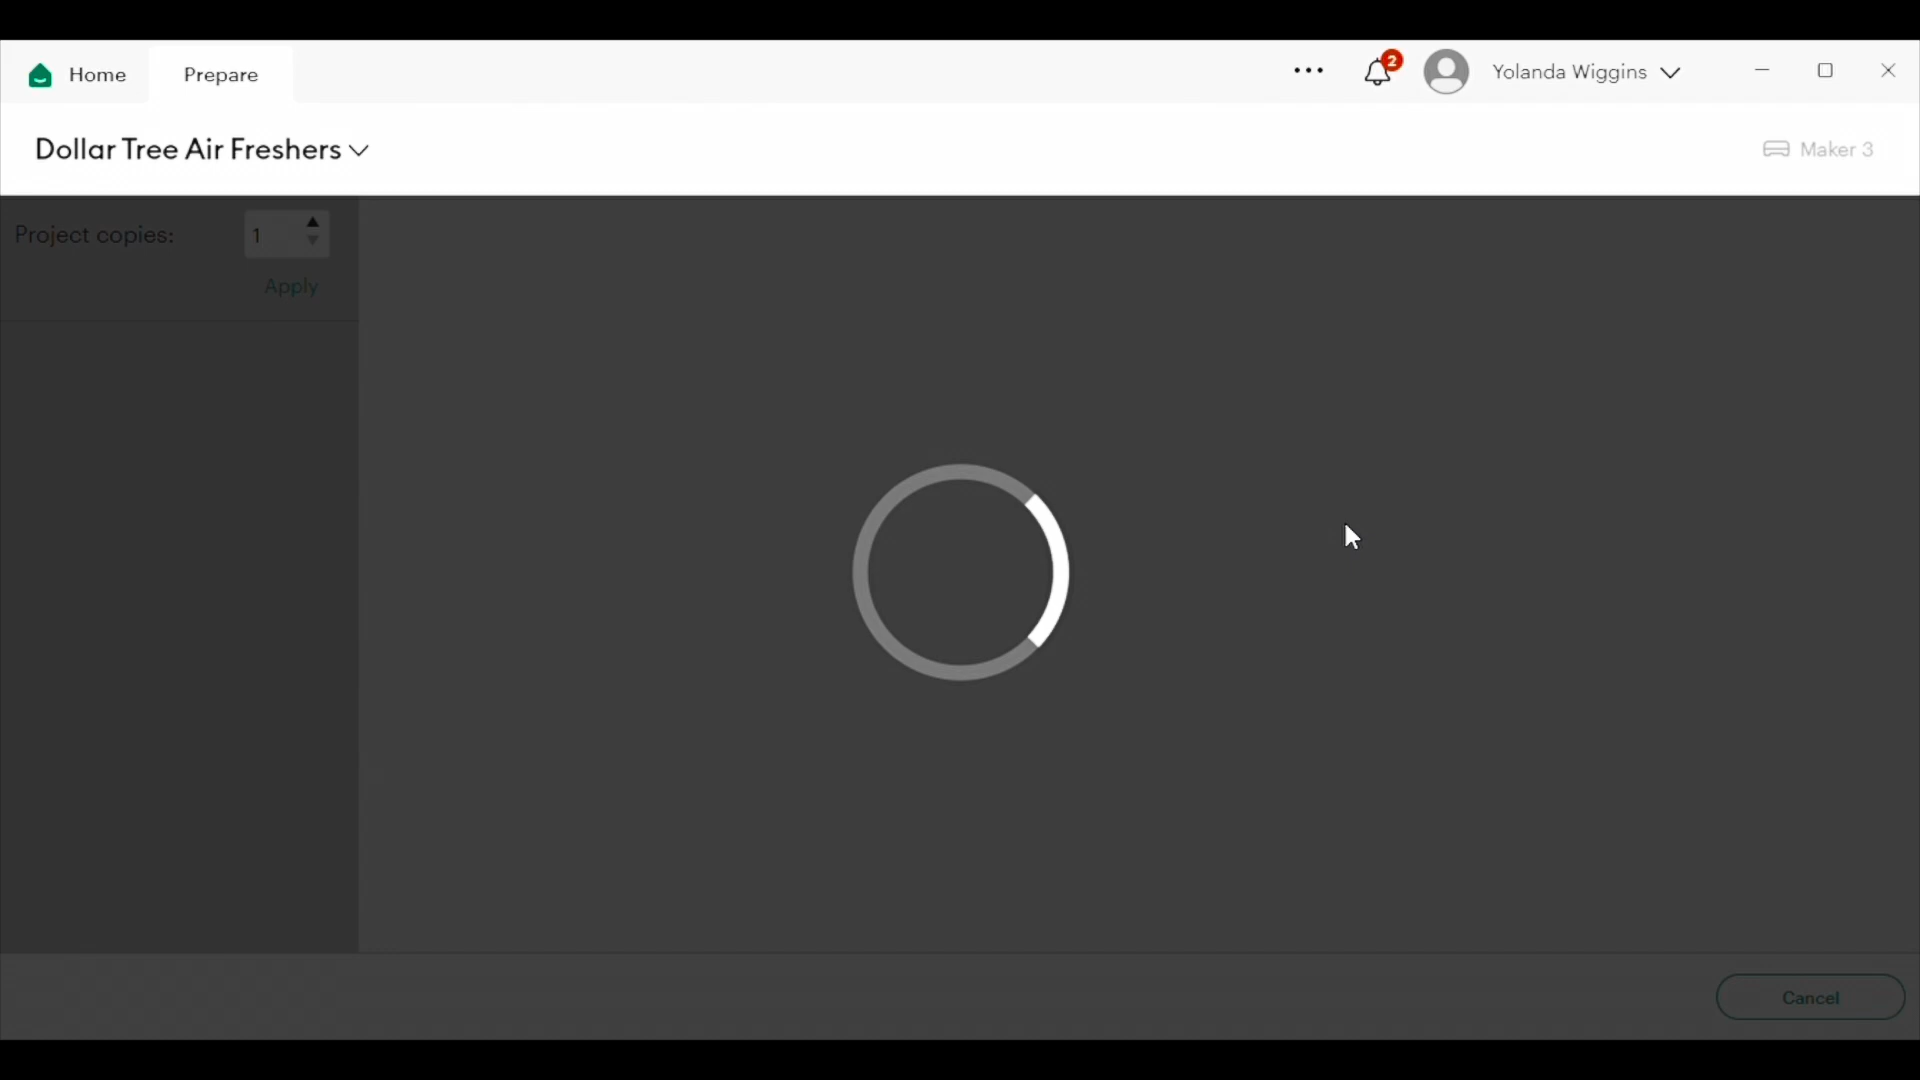 Home
Prepare
2
Yolanda Wiggins
Dollar Tree Air Freshers
Maker 3
Project copies:
1
Apply
Cancel